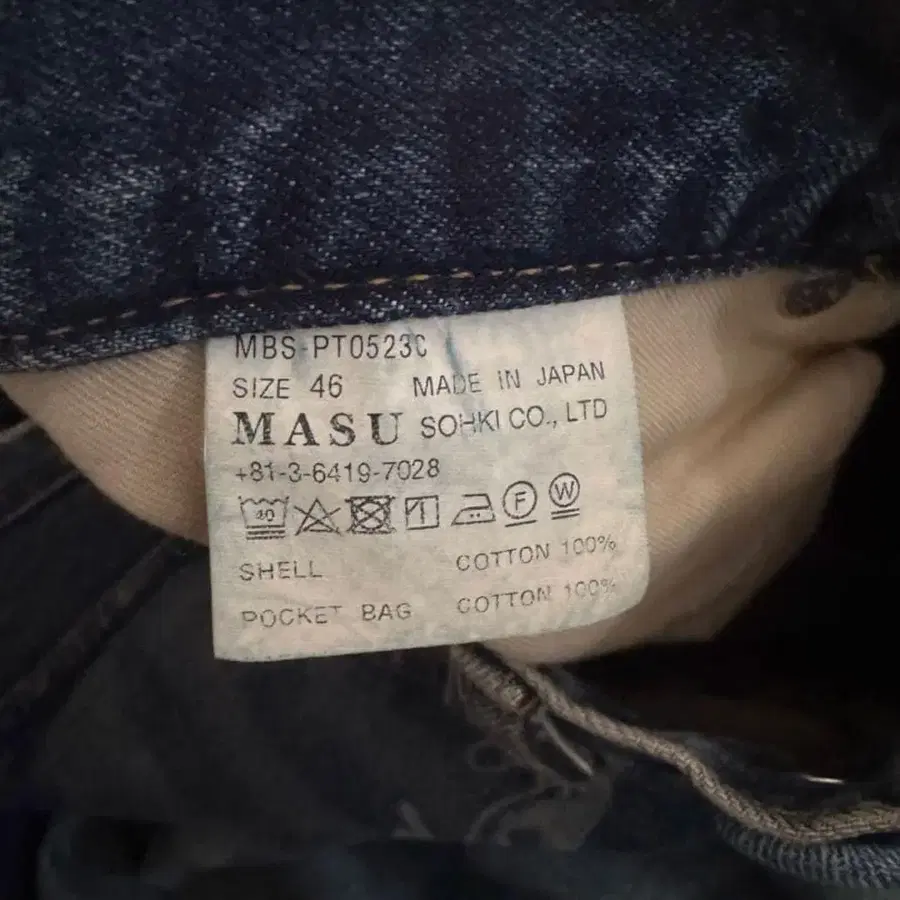 MBS-PT0523C
SIZE 46 MADE IN JAPAN
MASU SOHKI CO., LTD
+81-3-6419-7028
40 F W
SHELL COTTON 100%
POCKET BAG COTTON 100%